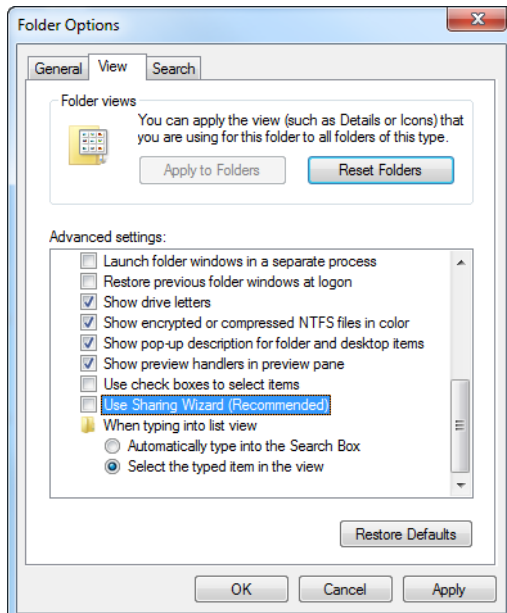 Folder Options
General View Search
Folder views
You can apply the view (such as Details or Icons) that
you are using for this folder to all folders of this type.
Apply to Folders Reset Folders
Advanced settings:
Launch folder windows in a separate process
Restore previous folder windows at logon
Show drive letters
Show encrypted or compressed NTFS files in color
Show pop-up description for folder and desktop items
Show preview handlers in preview pane
Use check boxes to select items
Use Sharing Wizard (Recommended)
When typing into list view
Automatically type into the Search Box
Select the typed item in the view
Restore Defaults
OK Cancel Apply